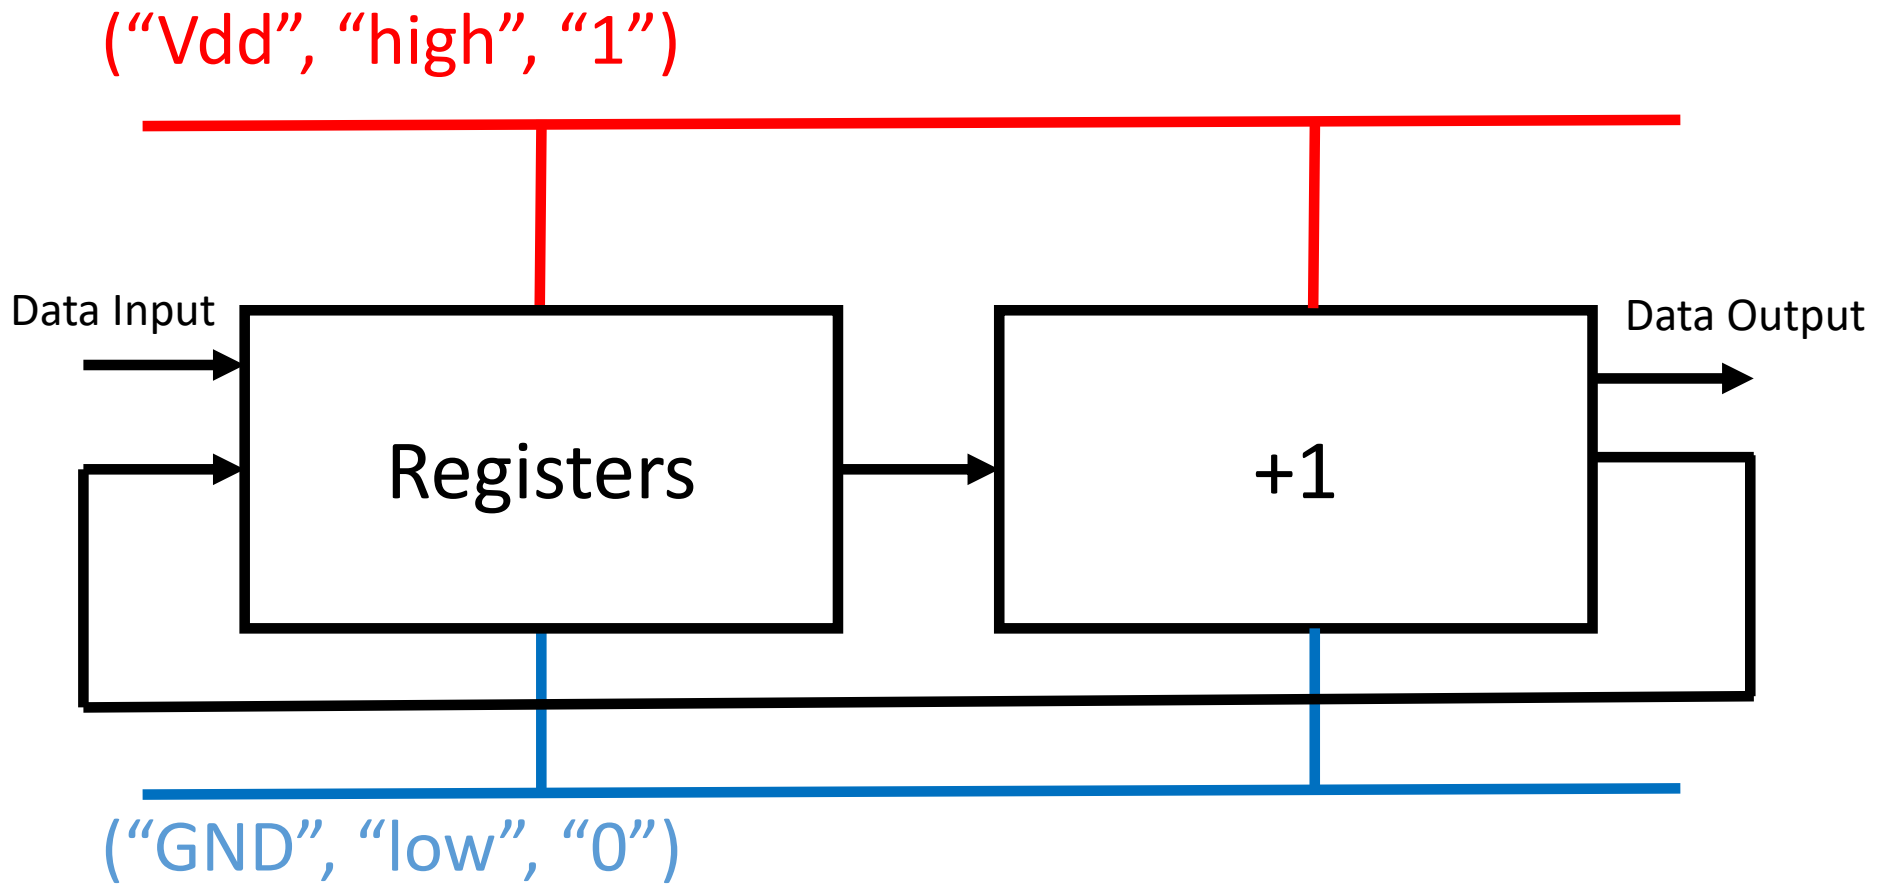 (“Vdd”, “high”, “1”)
Data Input
Data Output
Registers
+1
(“GND”, “low”, “0”)